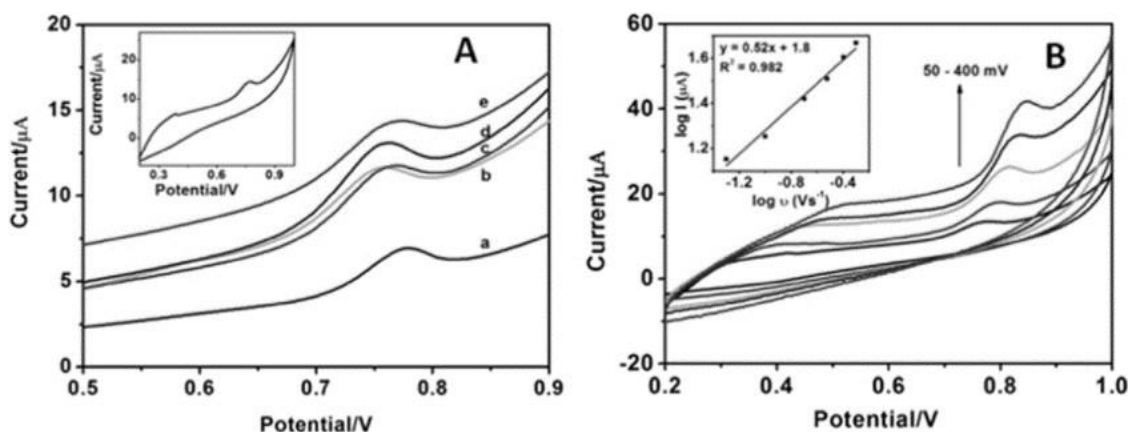 A
20
15
10
5
0
Current/µA
0.5 0.6 0.7 0.8 0.9
Potential/V
e
d
c
b
a
20
10
0
Current/µA
0.3 0.6 0.9
Potential/V
B
60
40
20
0
-20
Current/µA
0.2 0.4 0.6 0.8 1.0
Potential/V
50 - 400 mV
y = 0.52x + 1.8
R² = 0.982
1.6
1.4
1.2
log I (µA)
-1.2 -0.8 -0.4
log υ (Vs⁻¹)